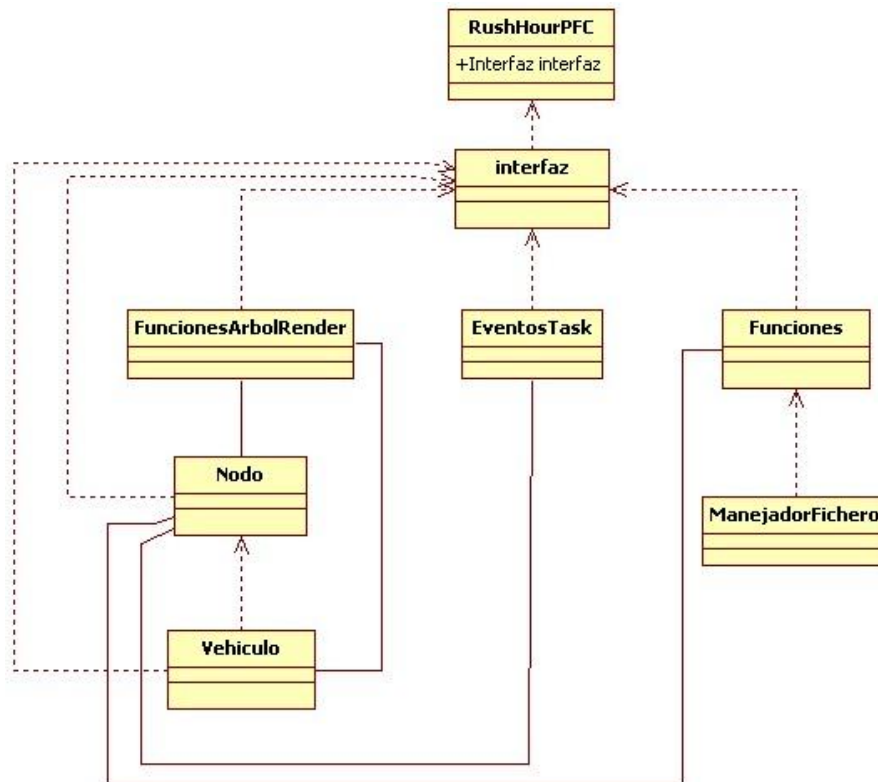 RushHourPFC
+Interfaz interfaz
interfaz
FuncionesArbolRender
EventosTask
Funciones
Nodo
ManejadorFichero
Vehiculo